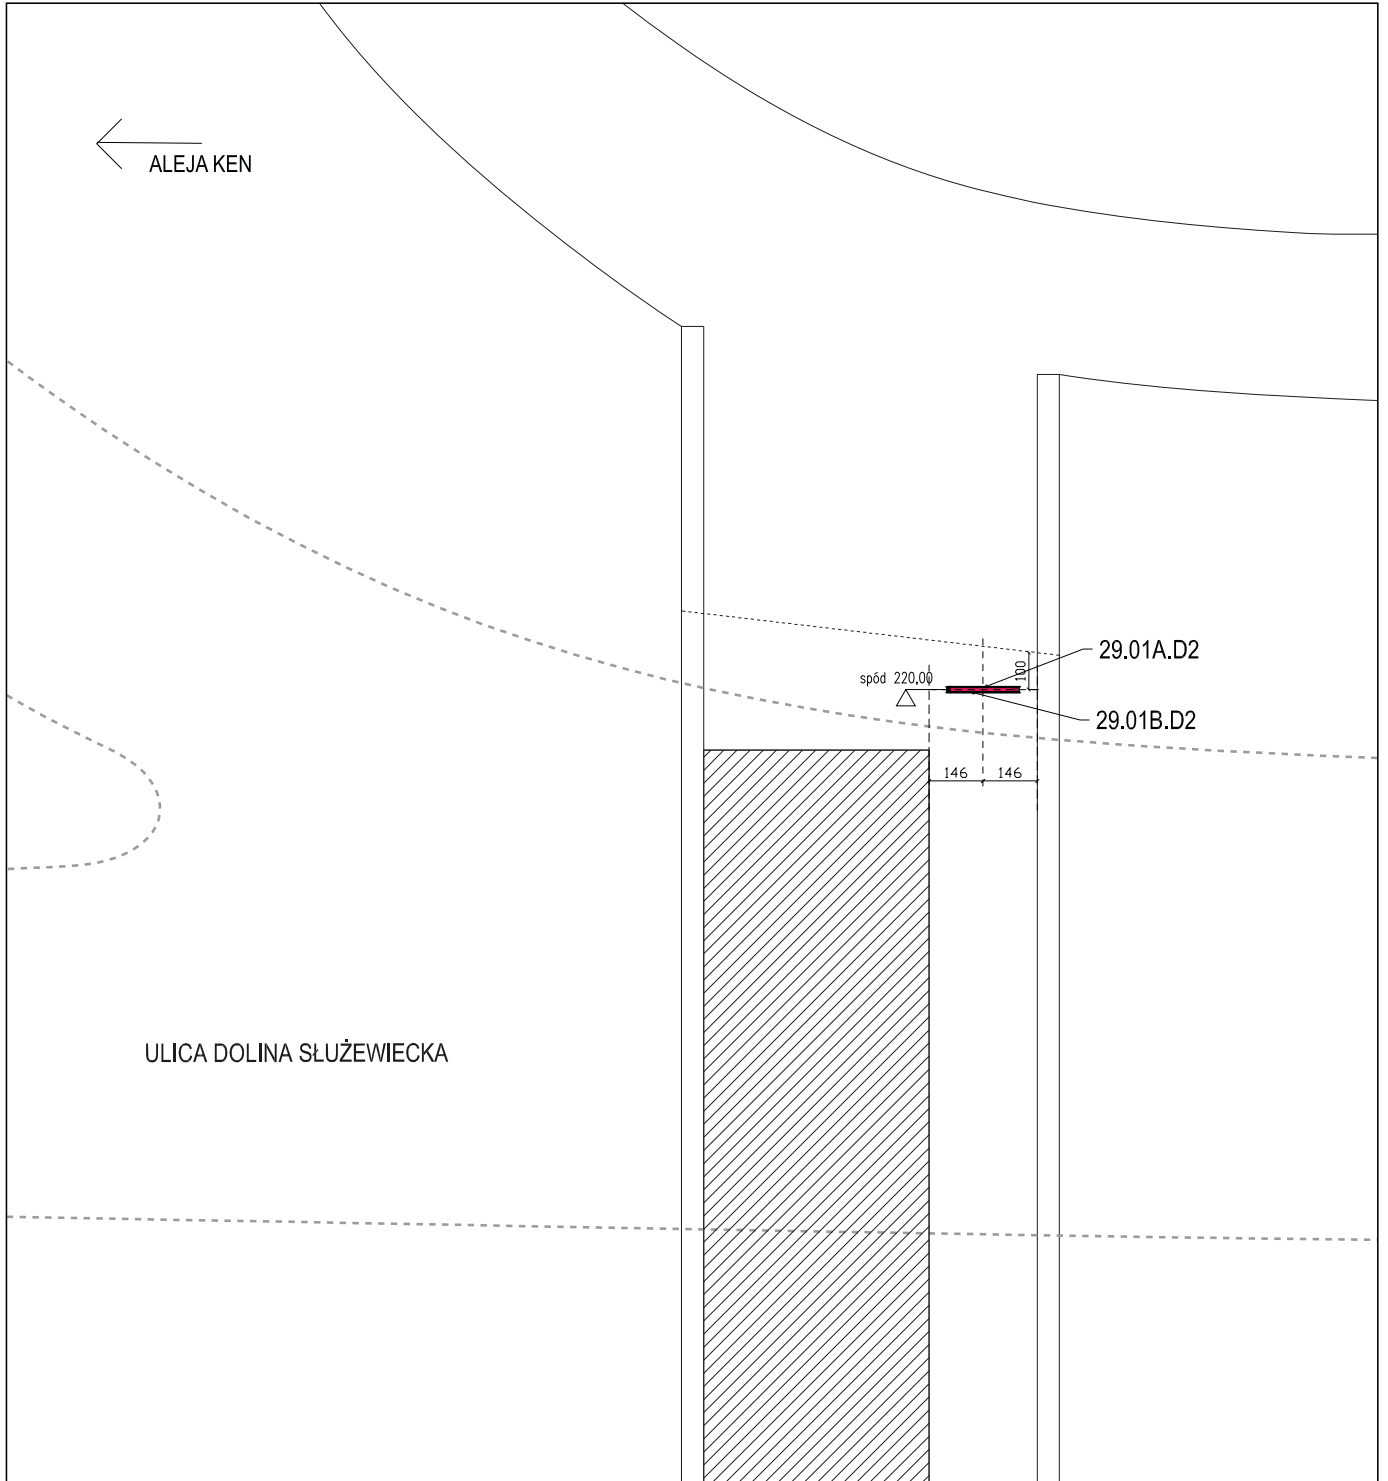 ALEJA KEN
29.01A.D2
100
spód 220,00
29.01B.D2
146 146
ULICA DOLINA SŁUŻEWIECKA